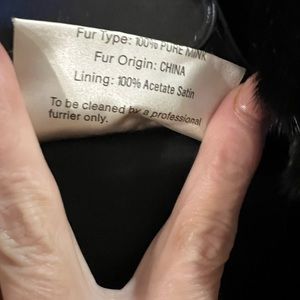 Fur Type: 100% PURE MINK
Fur Origin: CHINA
Lining: 100% Acetate Satin
To be cleaned by a professional
furrier only.